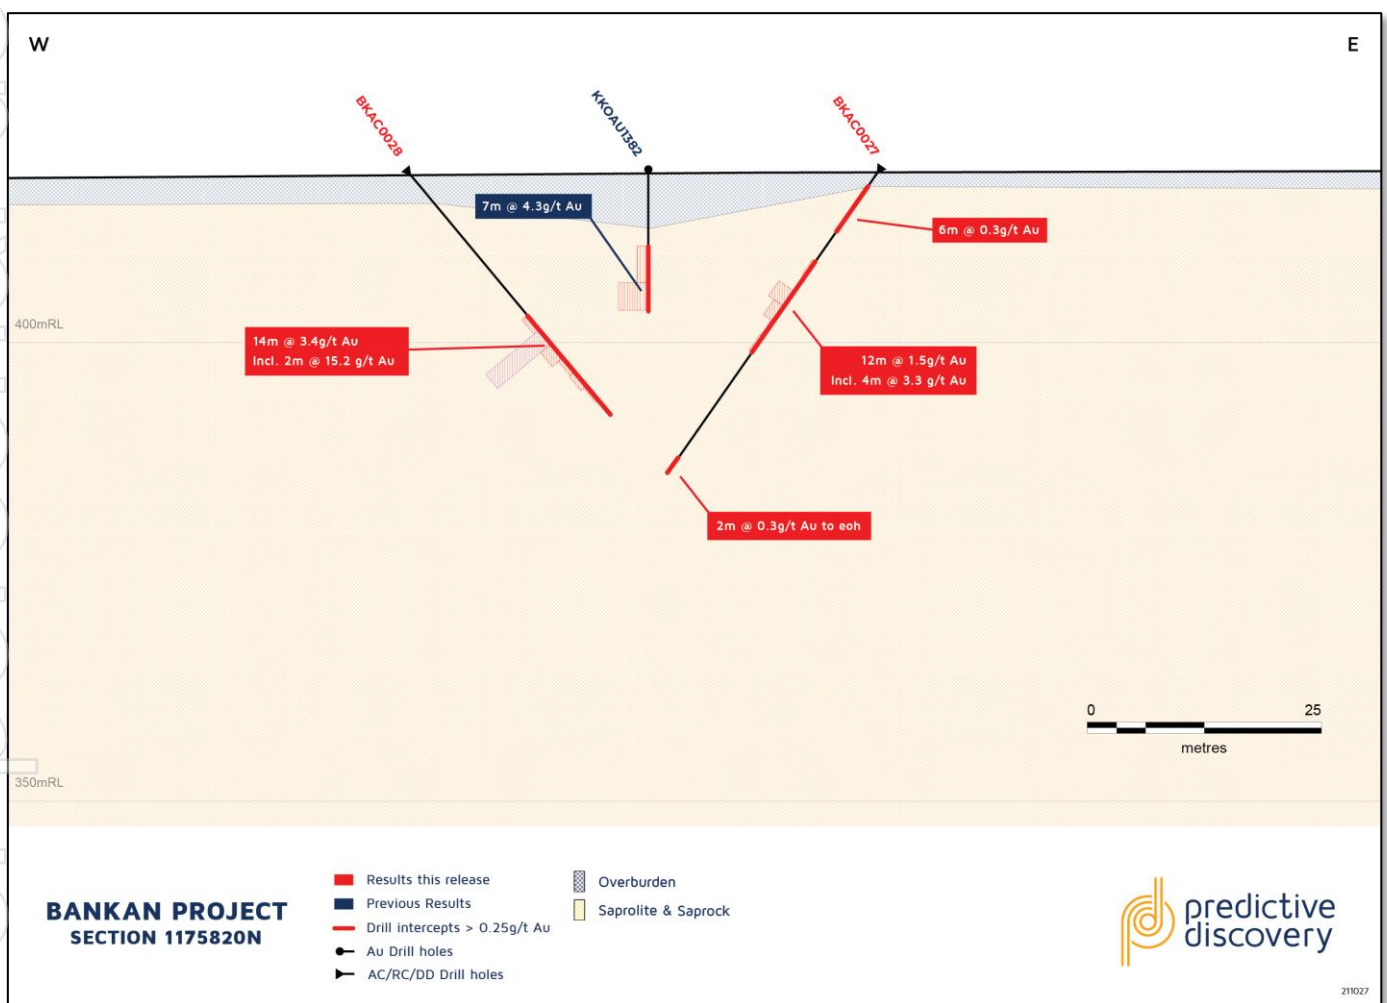 W
E
BKAC0028
KKOAU1382
BKAC0027
7m @ 4.3g/t Au
6m @ 0.3g/t Au
400mRL
14m @ 3.4g/t Au
Incl. 2m @ 15.2 g/t Au
12m @ 1.5g/t Au
Incl. 4m @ 3.3 g/t Au
2m @ 0.3g/t Au to eoh
0 25
metres
350mRL
BANKAN PROJECT
SECTION 1175820N
Results this release
Previous Results
Drill intercepts > 0.25g/t Au
Au Drill holes
AC/RC/DD Drill holes
Overburden
Saprolite & Saprock
predictive
discovery
211027